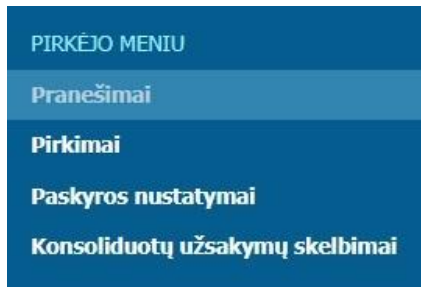 PIRKĖJO MENIU
Pranešimai
Pirkimai
Paskyros nustatymai
Konsoliduotų užsakymų skelbimai